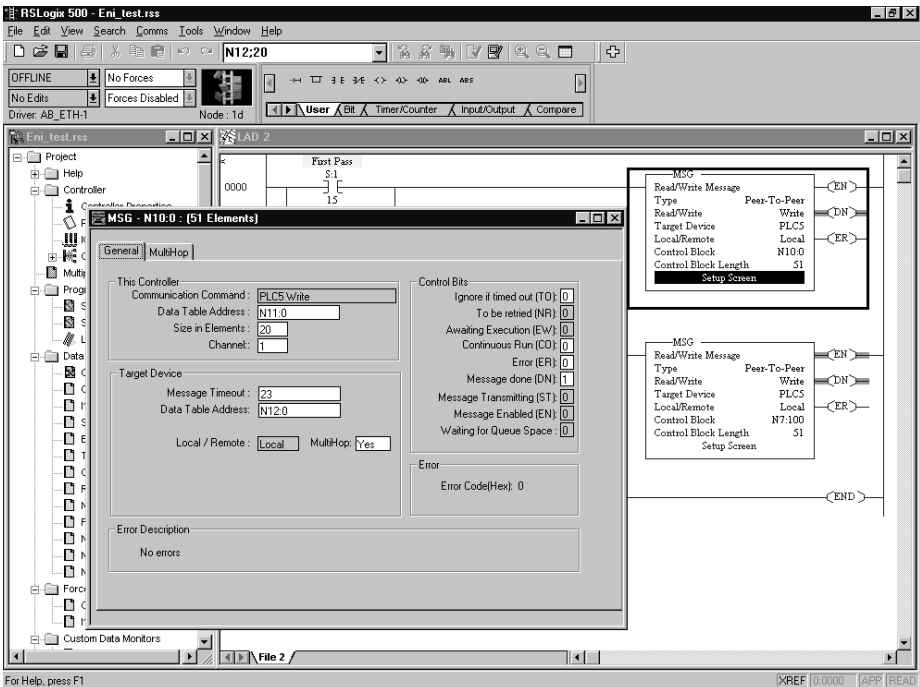 RSLogix 500 - Eni_test.rss
File Edit View Search Comms Tools Window Help
N12;20
OFFLINE No Forces
No Edits Forces Disabled
Driver: AB_ETH-1 Node : 1d
ABL ABS
User Bit Timer/Counter Input/Output Compare
Eni_test.rss
LAD 2
Project
Help
Controller
Controller Properties
Data
Custom Data Monitors
First Pass
S:1
0000
15
MSG
Read/Write Message
Type Peer-To-Peer
Read/Write Write
Target Device PLC5
Local/Remote Local
Control Block N10:0
Control Block Length 51
Setup Screen
EN
DN
ER
MSG - N10:0 : (51 Elements)
General MultiHop
This Controller
Communication Command : PLC5 Write
Data Table Address : N11:0
Size in Elements : 20
Channel: 1
Target Device
Message Timeout : 23
Data Table Address: N12:0
Local / Remote : Local MultiHop: Yes
Control Bits
Ignore if timed out (TO): 0
To be retried (NR): 0
Awaiting Execution (EW): 0
Continuous Run (CO): 0
Error (ER): 0
Message done (DN): 1
Message Transmitting (ST): 0
Message Enabled (EN): 0
Waiting for Queue Space : 0
Error
Error Code(Hex): 0
Error Description
No errors
MSG
Read/Write Message
Type Peer-To-Peer
Read/Write Write
Target Device PLC5
Local/Remote Local
Control Block N7:100
Control Block Length 51
Setup Screen
EN
DN
ER
END
File 2
For Help, press F1
XREF 0:0000 APP READ